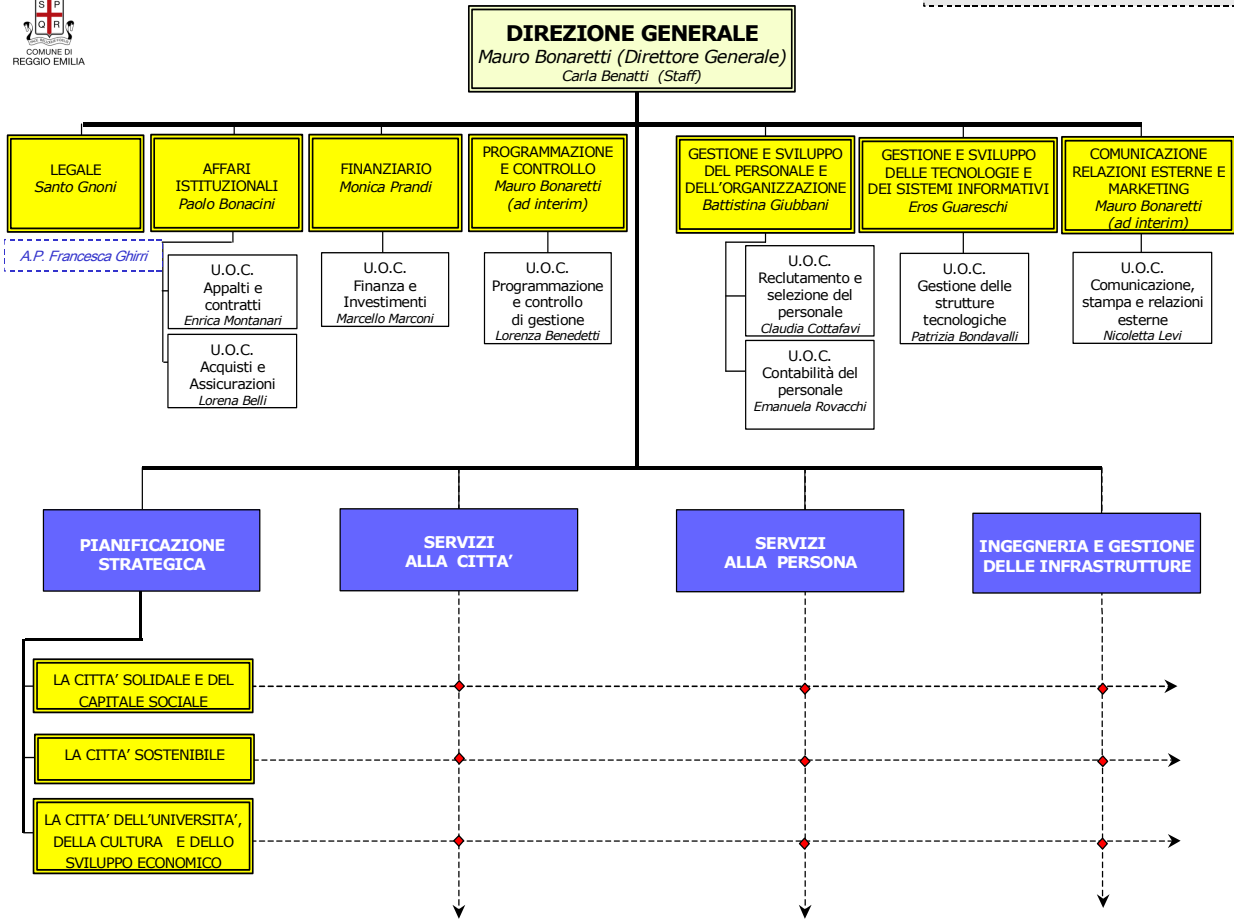 S P
Q R
COMUNE DI
REGGIO EMILIA
DIREZIONE GENERALE
Mauro Bonaretti (Direttore Generale)
Carla Benatti (Staff)
LEGALE
Santo Gnoni
AFFARI
ISTITUZIONALI
Paolo Bonacini
FINANZIARIO
Monica Prandi
PROGRAMMAZIONE
E CONTROLLO
Mauro Bonaretti
(ad interim)
GESTIONE E SVILUPPO
DEL PERSONALE E
DELL'ORGANIZZAZIONE
Battistina Giubbani
GESTIONE E SVILUPPO
DELLE TECNOLOGIE E
DEI SISTEMI INFORMATIVI
Eros Guareschi
COMUNICAZIONE
RELAZIONI ESTERNE E
MARKETING
Mauro Bonaretti
(ad interim)
A.P. Francesca Ghirri
U.O.C.
Appalti e
contratti
Enrica Montanari
U.O.C.
Acquisti e
Assicurazioni
Lorena Belli
U.O.C.
Finanza e
Investimenti
Marcello Marconi
U.O.C.
Programmazione
e controllo
di gestione
Lorenza Benedetti
U.O.C.
Reclutamento e
selezione del
personale
Claudia Cottafavi
U.O.C.
Contabilità del
personale
Emanuela Rovacchi
U.O.C.
Gestione delle
strutture
tecnologiche
Patrizia Bondavalli
U.O.C.
Comunicazione,
stampa e relazioni
esterne
Nicoletta Levi
PIANIFICAZIONE
STRATEGICA
SERVIZI
ALLA CITTA'
SERVIZI
ALLA PERSONA
INGEGNERIA E GESTIONE
DELLE INFRASTRUTTURE
LA CITTA' SOLIDALE E DEL
CAPITALE SOCIALE
LA CITTA' SOSTENIBILE
LA CITTA' DELL'UNIVERSITA',
DELLA CULTURA E DELLO
SVILUPPO ECONOMICO